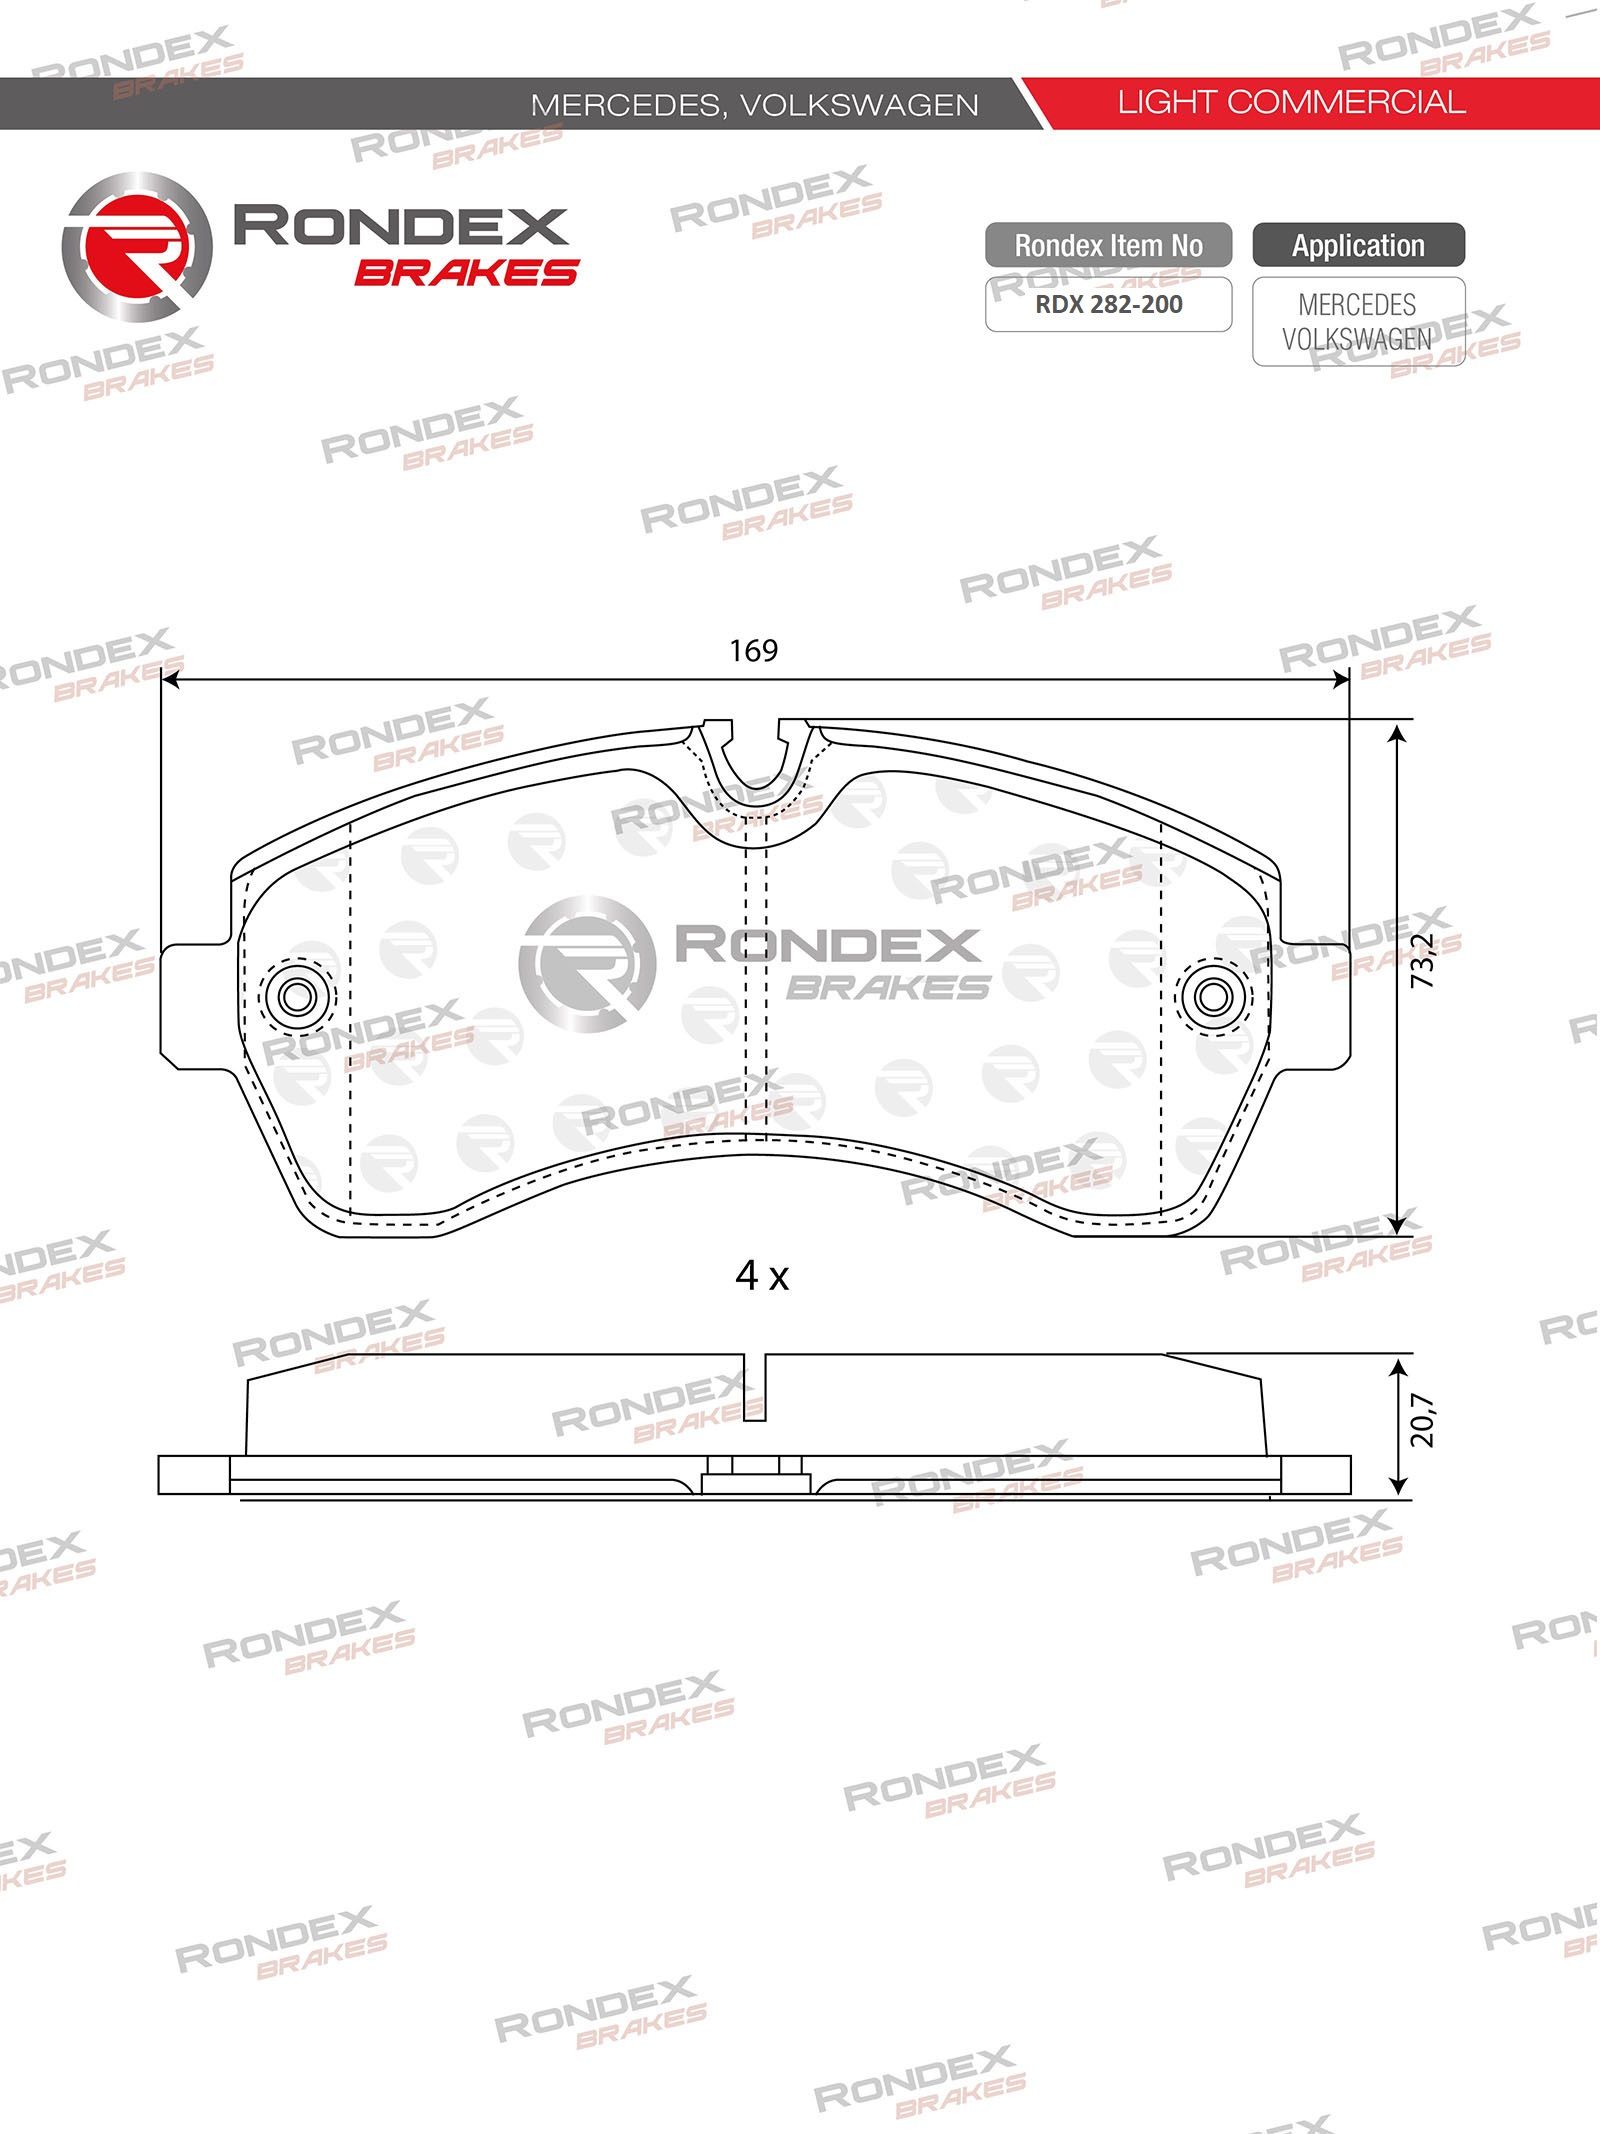 MERCEDES, VOLKSWAGEN
LIGHT COMMERCIAL
RONDEX
BRAKES
Rondex Item No
RDX 282-200
Application
MERCEDES
VOLKSWAGEN
169
73,2
RONDEX
BRAKES
4 x
20,7